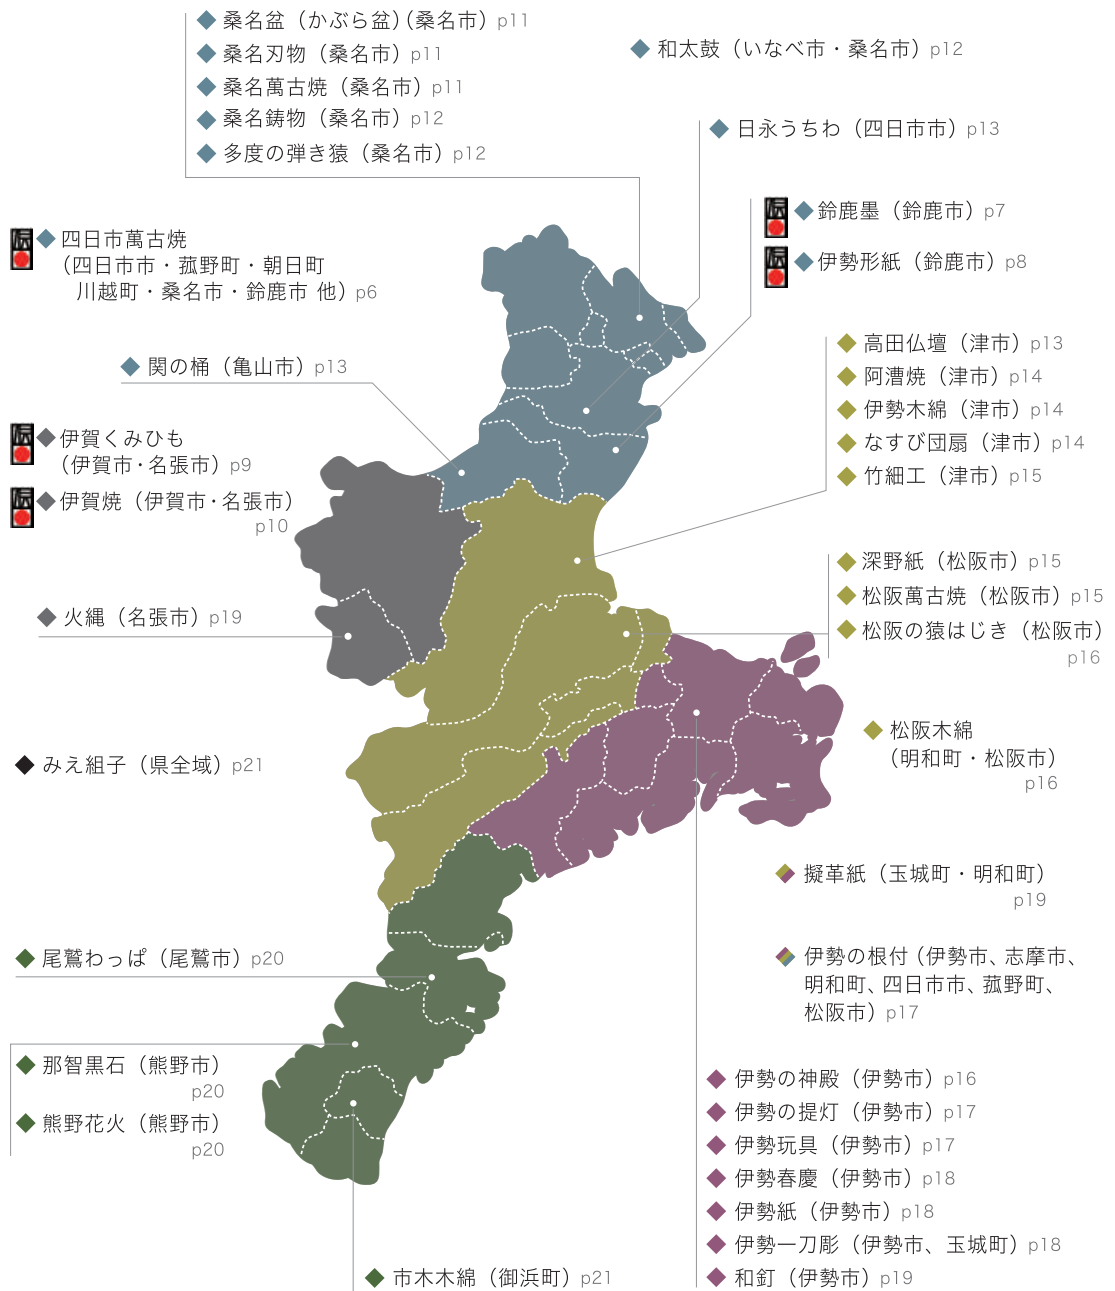 桑名盆（かぶら盆）（桑名市）p11
桑名刃物（桑名市）p11
桑名萬古焼（桑名市）p11
桑名鋳物（桑名市）p12
多度の弾き猿（桑名市）p12
和太鼓（いなべ市・桑名市）p12
日永うちわ（四日市市）p13
鈴鹿墨（鈴鹿市）p7
伊勢形紙（鈴鹿市）p8
四日市萬古焼
（四日市市・菰野町・朝日町
川越町・桑名市・鈴鹿市 他）p6
関の桶（亀山市）p13
伊賀くみひも
（伊賀市・名張市）p9
伊賀焼（伊賀市・名張市）
p10
火縄（名張市）p19
高田仏壇（津市）p13
阿漕焼（津市）p14
伊勢木綿（津市）p14
なすび団扇（津市）p14
竹細工（津市）p15
深野紙（松阪市）p15
松阪萬古焼（松阪市）p15
松阪の猿はじき（松阪市）
p16
松阪木綿
（明和町・松阪市）
p16
みえ組子（県全域）p21
擬革紙（玉城町・明和町）
p19
伊勢の根付（伊勢市、志摩市、
明和町、四日市市、菰野町、
松阪市）p17
尾鷲わっぱ（尾鷲市）p20
那智黒石（熊野市）
p20
熊野花火（熊野市）
p20
伊勢の神殿（伊勢市）p16
伊勢の提灯（伊勢市）p17
伊勢玩具（伊勢市）p17
伊勢春慶（伊勢市）p18
伊勢紙（伊勢市）p18
伊勢一刀彫（伊勢市、玉城町）p18
和釘（伊勢市）p19
市木木綿（御浜町）p21